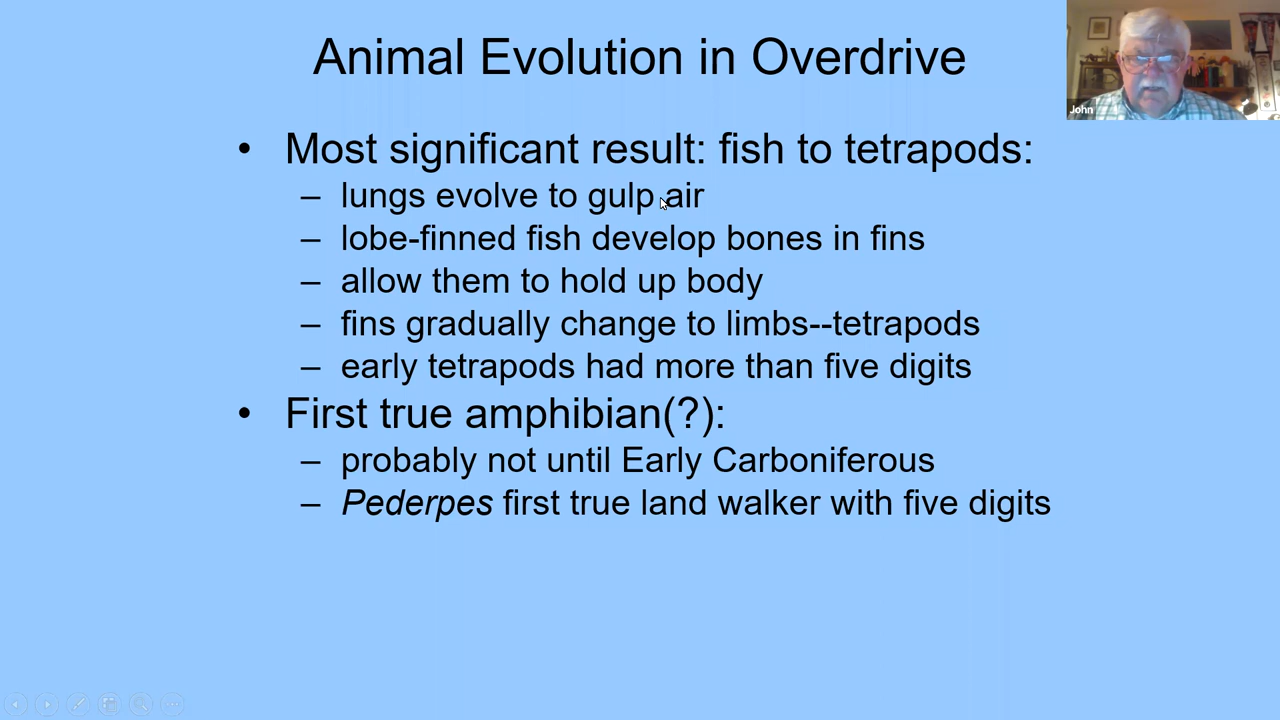 Animal Evolution in Overdrive
John
• Most significant result: fish to tetrapods:
– lungs evolve to gulp air
– lobe-finned fish develop bones in fins
– allow them to hold up body
– fins gradually change to limbs--tetrapods
– early tetrapods had more than five digits
• First true amphibian(?):
– probably not until Early Carboniferous
– Pederpes first true land walker with five digits